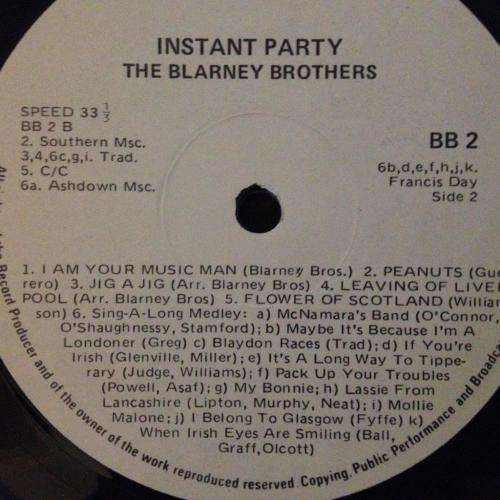 INSTANT PARTY
THE BLARNEY BROTHERS
SPEED 33 1/3
BB 2 B
2. Southern Msc.
3,4,6c,g,i. Trad.
5. C/C
6a. Ashdown Msc.
BB 2
6b,d,e,f,h,j,k.
Francis Day
Side 2
1. I AM YOUR MUSIC MAN (Blarney Bros.) 2. PEANUTS (Gue
rero) 3. JIG A JIG (Arr. Blarney Bros) 4. LEAVING OF LIVER
POOL (Arr. Blarney Bros) 5. FLOWER OF SCOTLAND (William
son) 6. Sing-A-Long Medley: a) McNamara's Band (O'Connor,
O'Shaughnessy, Stamford); b) Maybe It's Because I'm A
Londoner (Greg) c) Blaydon Races (Trad); d) If You're
Irish (Glenville, Miller); e) It's A Long Way To Tippe-
rary (Judge, Williams); f) Pack Up Your Troubles
(Powell, Asaf); g) My Bonnie; h) Lassie From
Lancashire (Lipton, Murphy, Neat); i) Mollie
Malone; j) I Belong To Glasgow (Fyffe) k)
When Irish Eyes Are Smiling (Ball,
Graff,Olcott)
the Record Producer and of the owner of the work reproduced reserved. Copying, Public Performance and Broadca